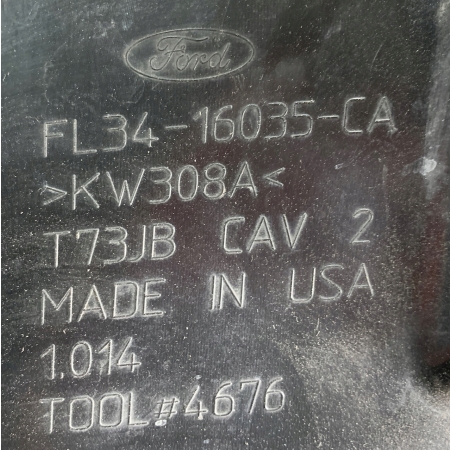 Ford
FL34-16035-CA
>KW308A<
T73JB CAV 2
MADE IN USA
1.014
TOOL#4676